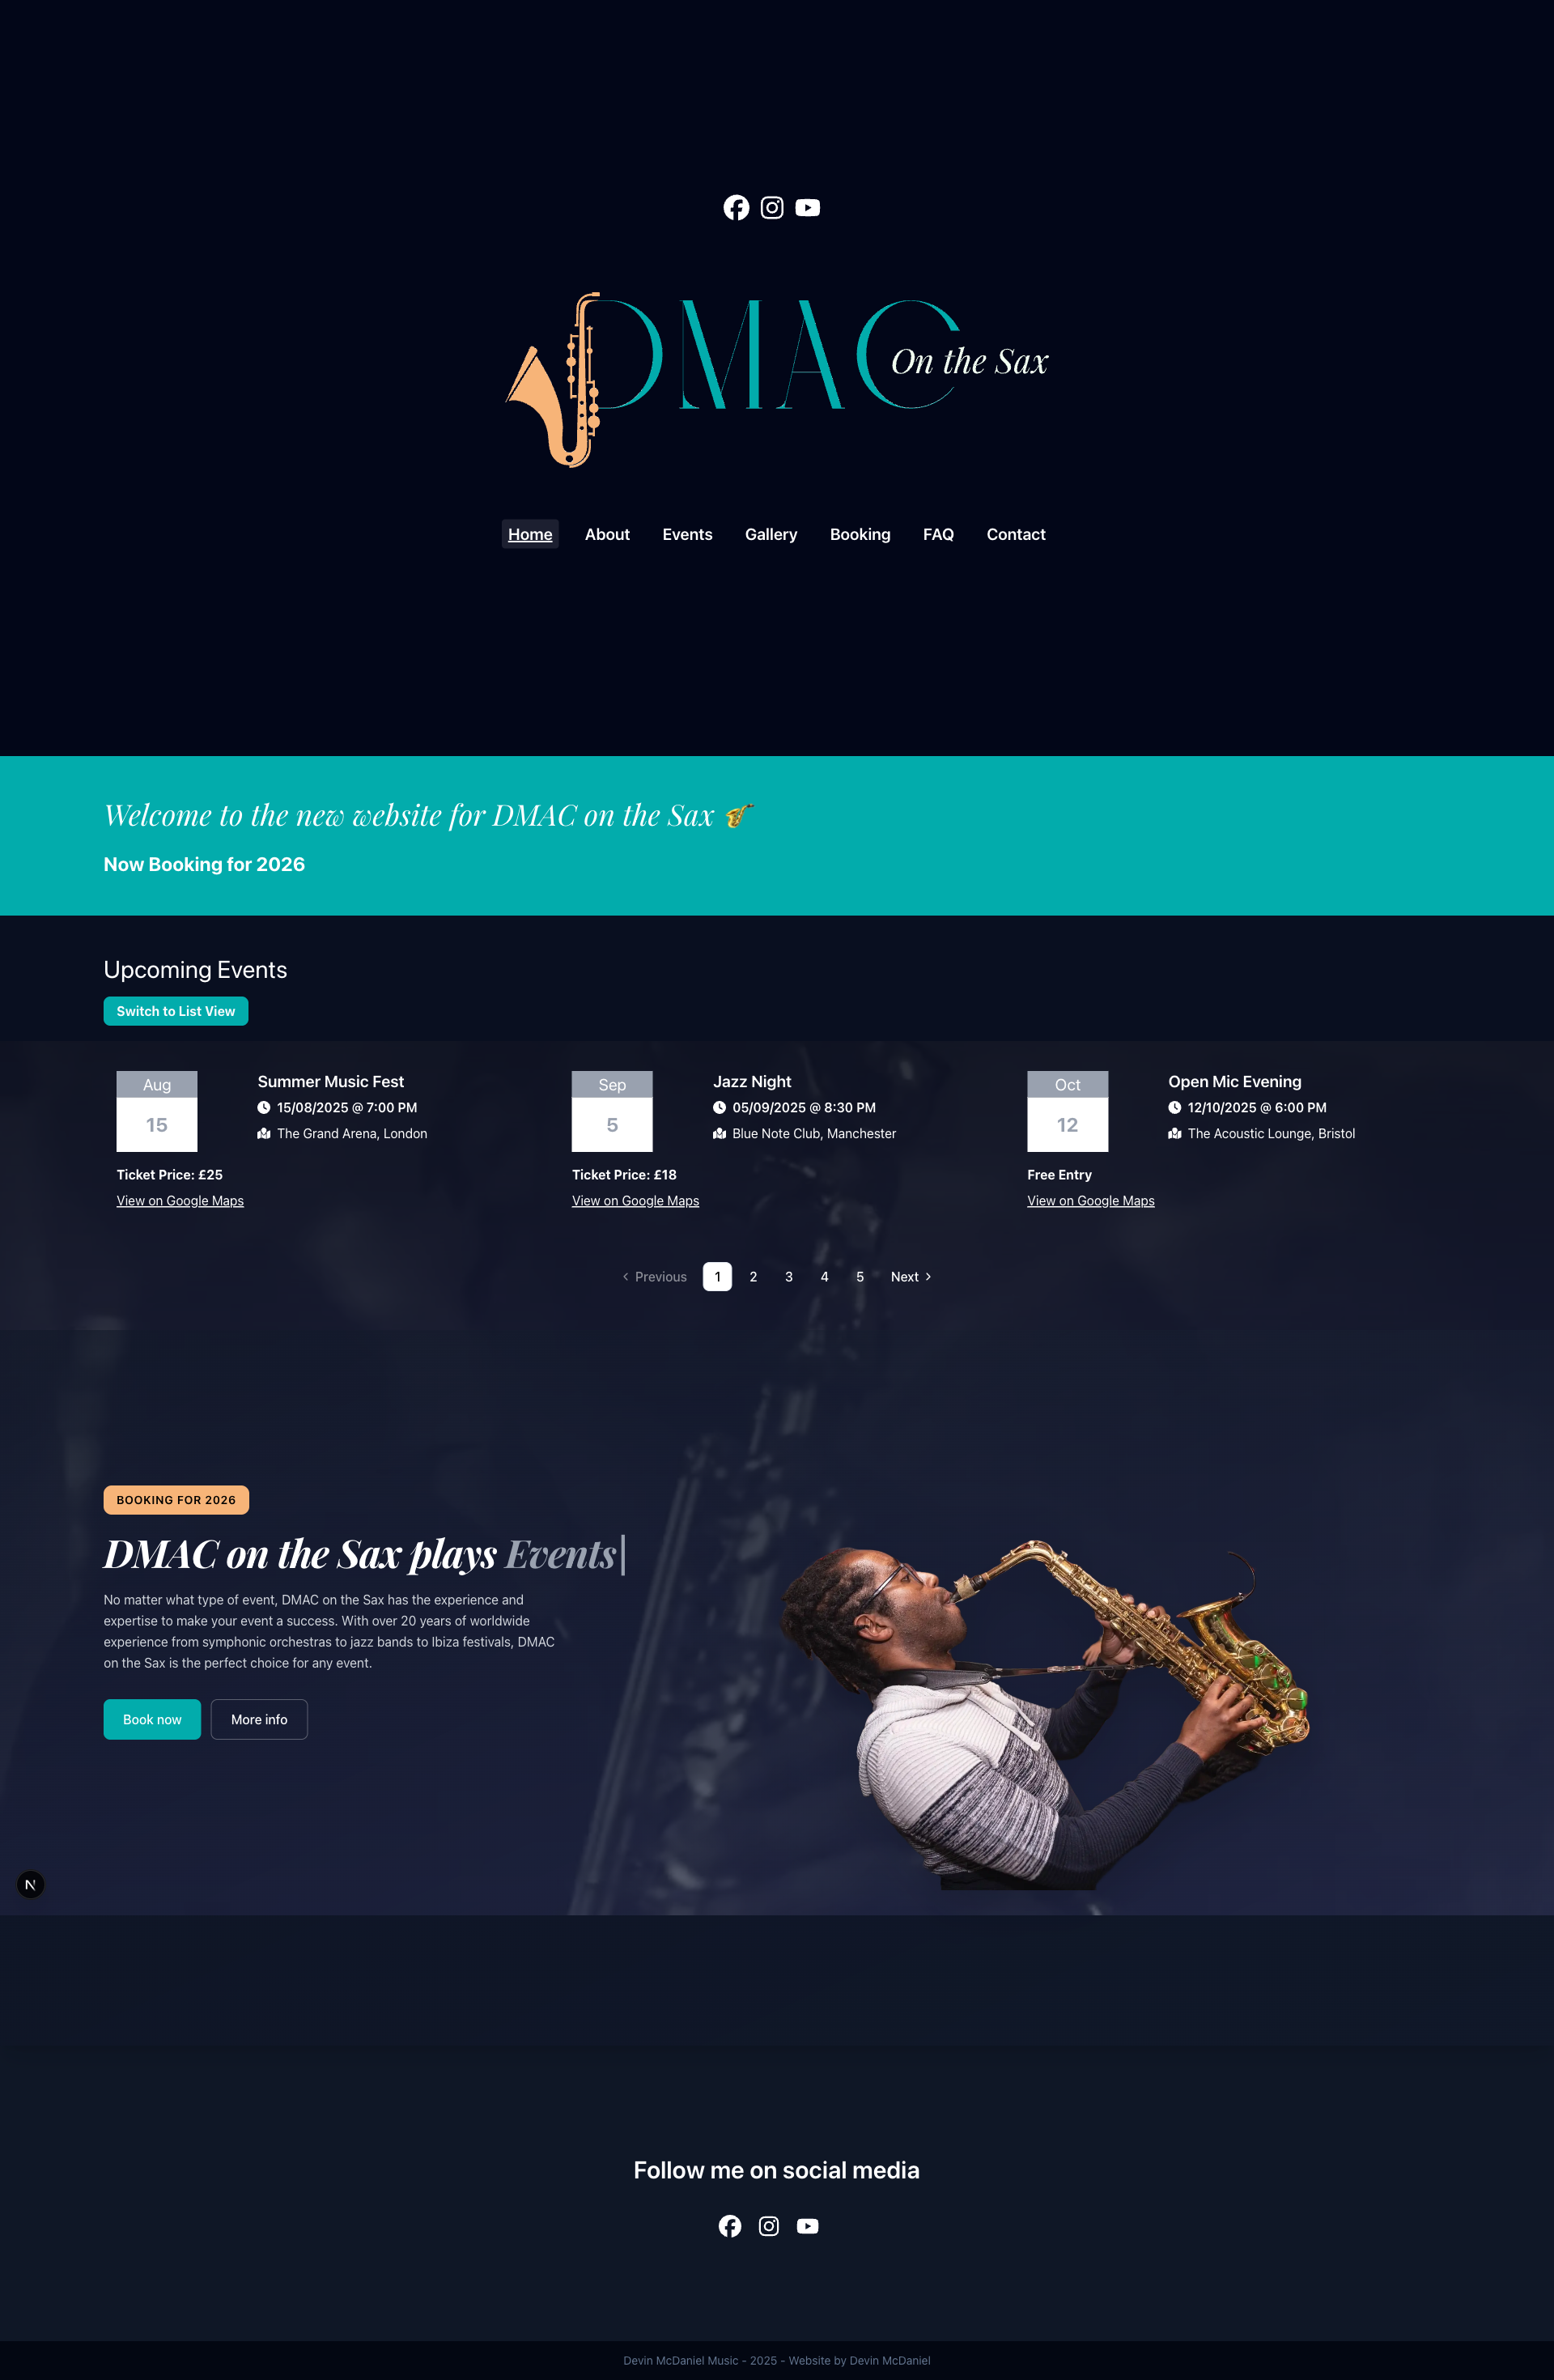 DMAC
On the Sax
Home About Events Gallery Booking FAQ Contact
Welcome to the new website for DMAC on the Sax 🎷
Now Booking for 2026
Upcoming Events
Switch to List View
Aug
15
Summer Music Fest
15/08/2025 @ 7:00 PM
The Grand Arena, London
Ticket Price: £25
View on Google Maps
Sep
5
Jazz Night
05/09/2025 @ 8:30 PM
Blue Note Club, Manchester
Ticket Price: £18
View on Google Maps
Oct
12
Open Mic Evening
12/10/2025 @ 6:00 PM
The Acoustic Lounge, Bristol
Free Entry
View on Google Maps
Previous 1 2 3 4 5 Next
BOOKING FOR 2026
DMAC on the Sax plays Events|
No matter what type of event, DMAC on the Sax has the experience and
expertise to make your event a success. With over 20 years of worldwide
experience from symphonic orchestras to jazz bands to Ibiza festivals, DMAC
on the Sax is the perfect choice for any event.
Book now More info
N
Follow me on social media
Devin McDaniel Music - 2025 - Website by Devin McDaniel